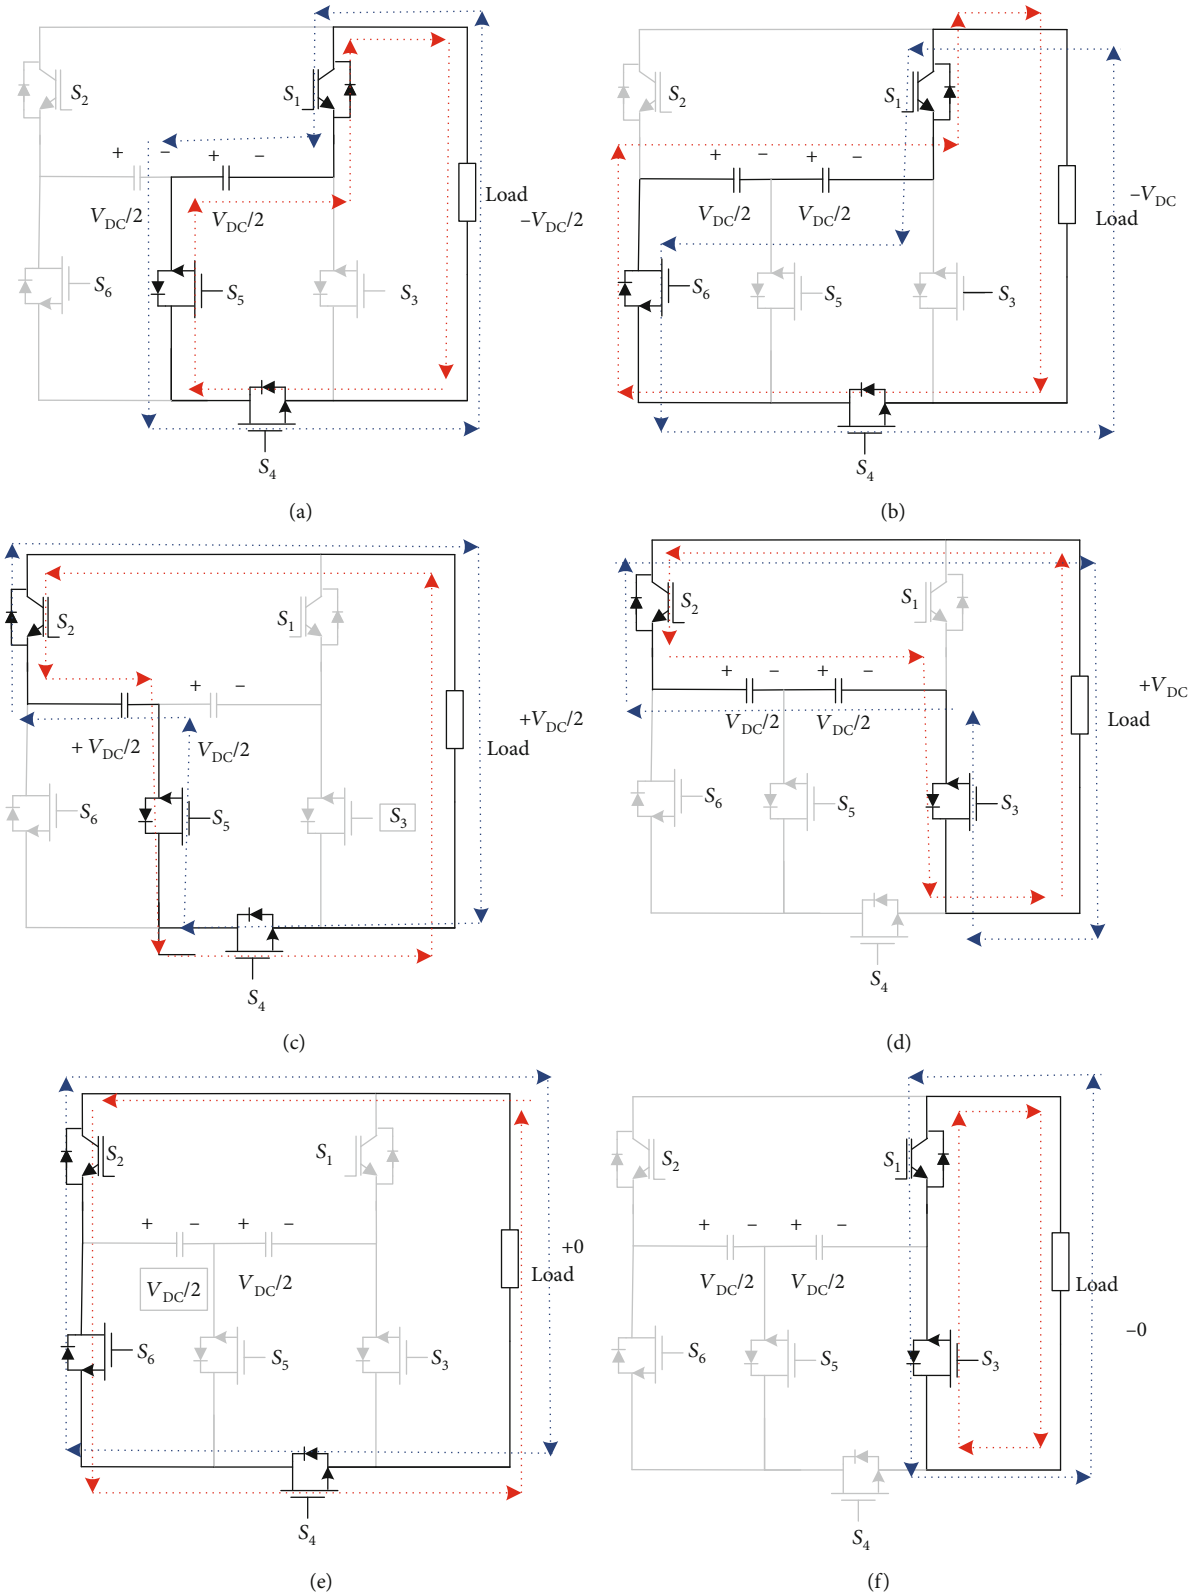 S1
S2
+ − + −
VDC/2 VDC/2
Load
−VDC/2
S6 S5 S3
S4
(a)
S2 S1
+ − + −
VDC/2 VDC/2
−VDC
Load
S6 S5 S3
S4
(b)
S2 S1
+ −
+ VDC/2 VDC/2
+VDC/2
Load
S6 S5 S3
S4
(c)
S2 S1
+ − + −
VDC/2 VDC/2
+VDC
Load
S6 S5 S3
S4
(d)
S2 S1
+ − + −
VDC/2 VDC/2
+0
Load
S6 S5 S3
S4
(e)
S2 S1
+ − + −
VDC/2 VDC/2
Load
−0
S6 S5 S3
S4
(f)